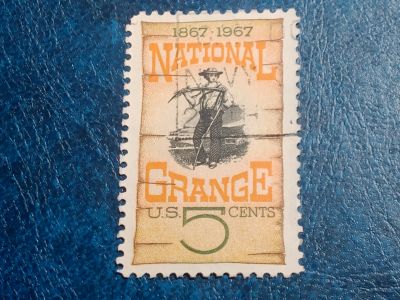 1867·1967
NATIONAL
GRANGE
U.S. 5 CENTS